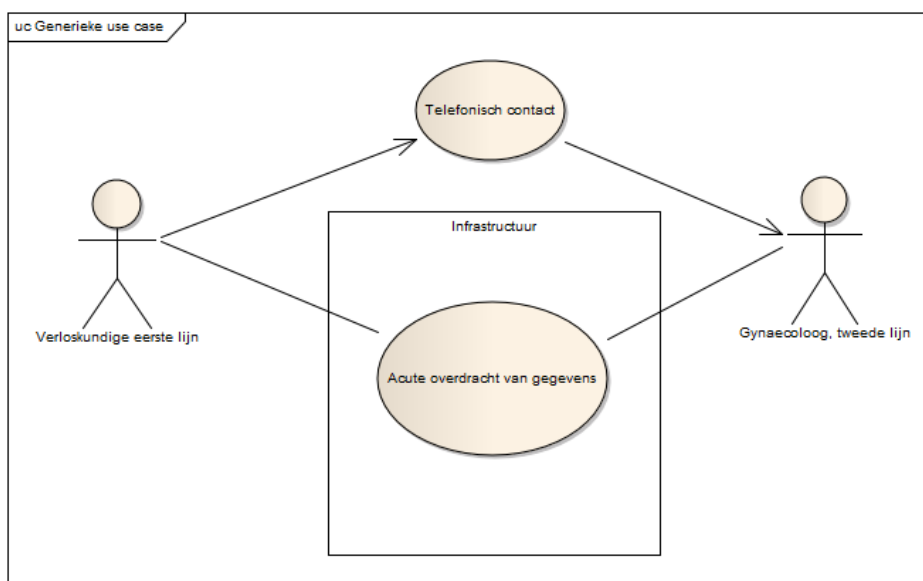 uc Generieke use case
Telefonisch contact
Infrastructuur
Verloskundige eerste lijn
Gynaecoloog, tweede lijn
Acute overdracht van gegevens